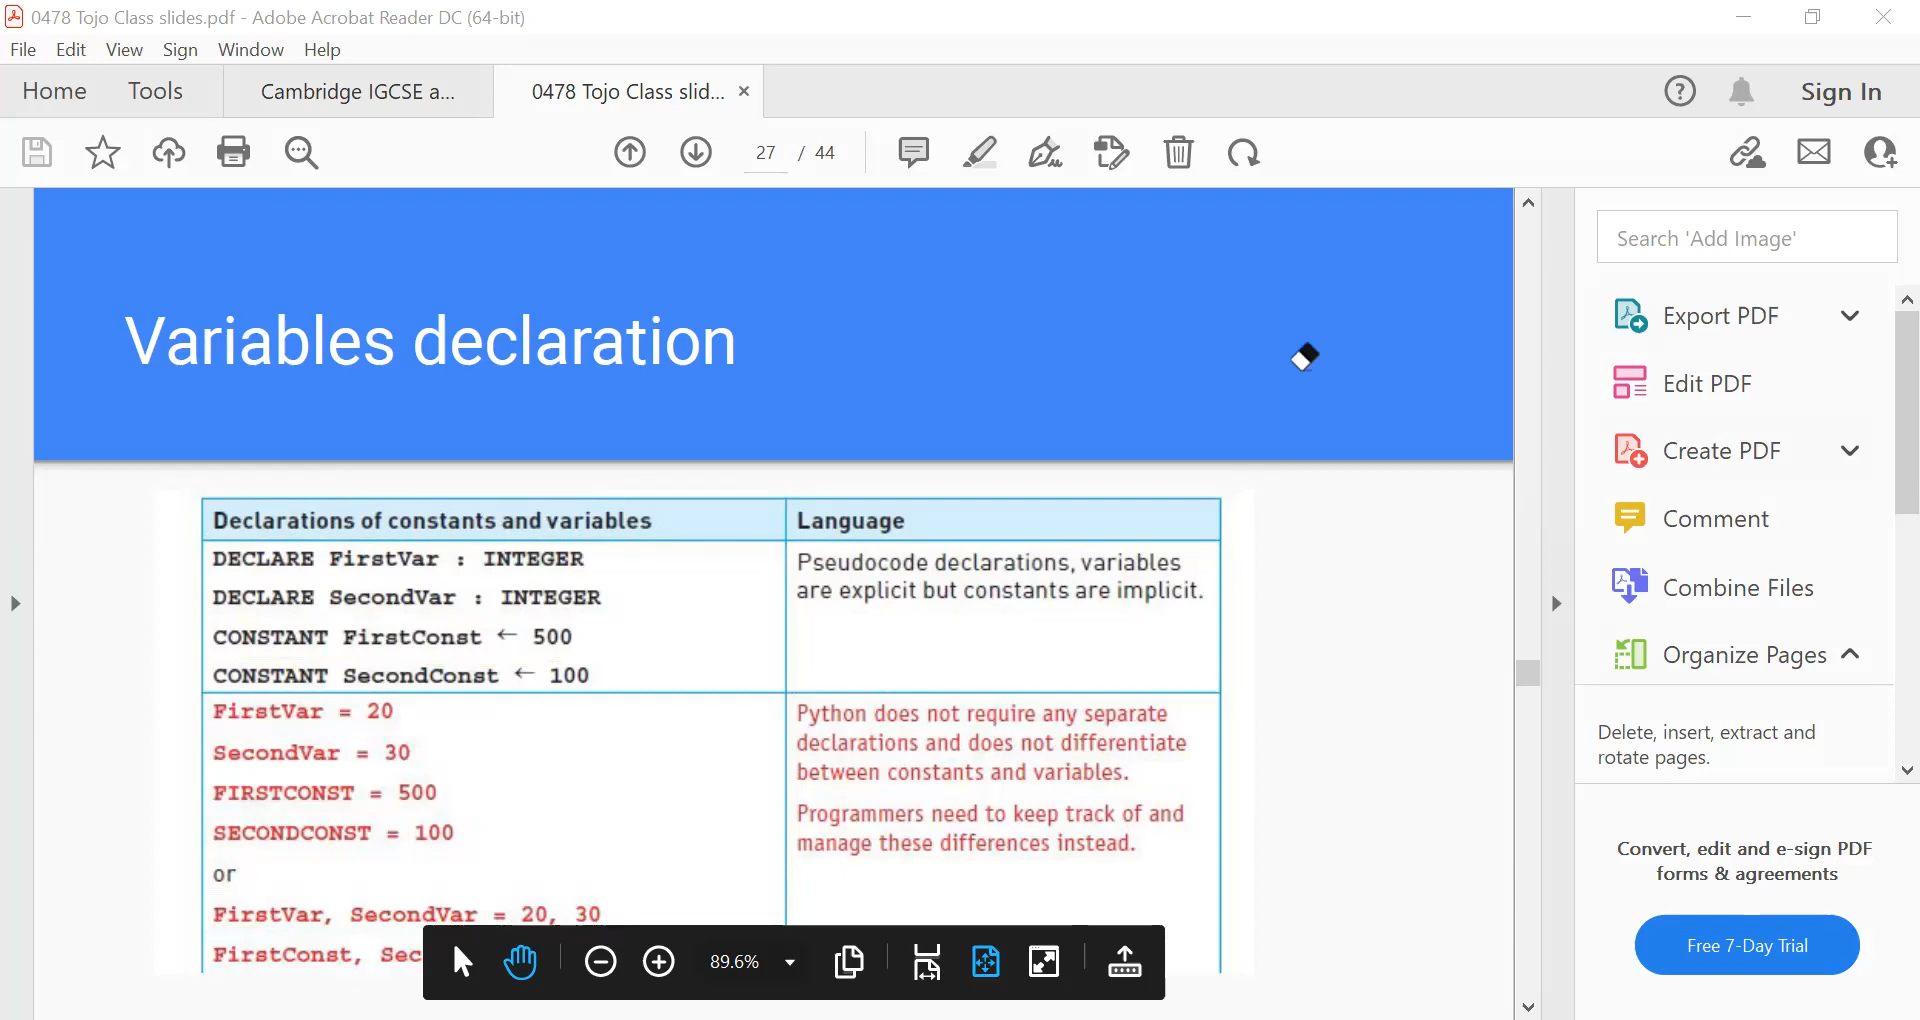 0478 Tojo Class slides.pdf - Adobe Acrobat Reader DC (64-bit)
File Edit View Sign Window Help
Home Tools Cambridge IGCSE a... 0478 Tojo Class slid... × ? Sign In
27 / 44
Variables declaration
Search 'Add Image'
Export PDF
Edit PDF
Create PDF
Comment
Combine Files
Organize Pages
Delete, insert, extract and
rotate pages.
Convert, edit and e-sign PDF
forms & agreements
Free 7-Day Trial
Declarations of constants and variables
Language
DECLARE FirstVar : INTEGER
DECLARE SecondVar : INTEGER
CONSTANT FirstConst ← 500
CONSTANT SecondConst ← 100
Pseudocode declarations, variables
are explicit but constants are implicit.
FirstVar = 20
SecondVar = 30
FIRSTCONST = 500
SECONDCONST = 100
or
FirstVar, SecondVar = 20, 30
FirstConst, Sec
Python does not require any separate
declarations and does not differentiate
between constants and variables.
Programmers need to keep track of and
manage these differences instead.
89.6%